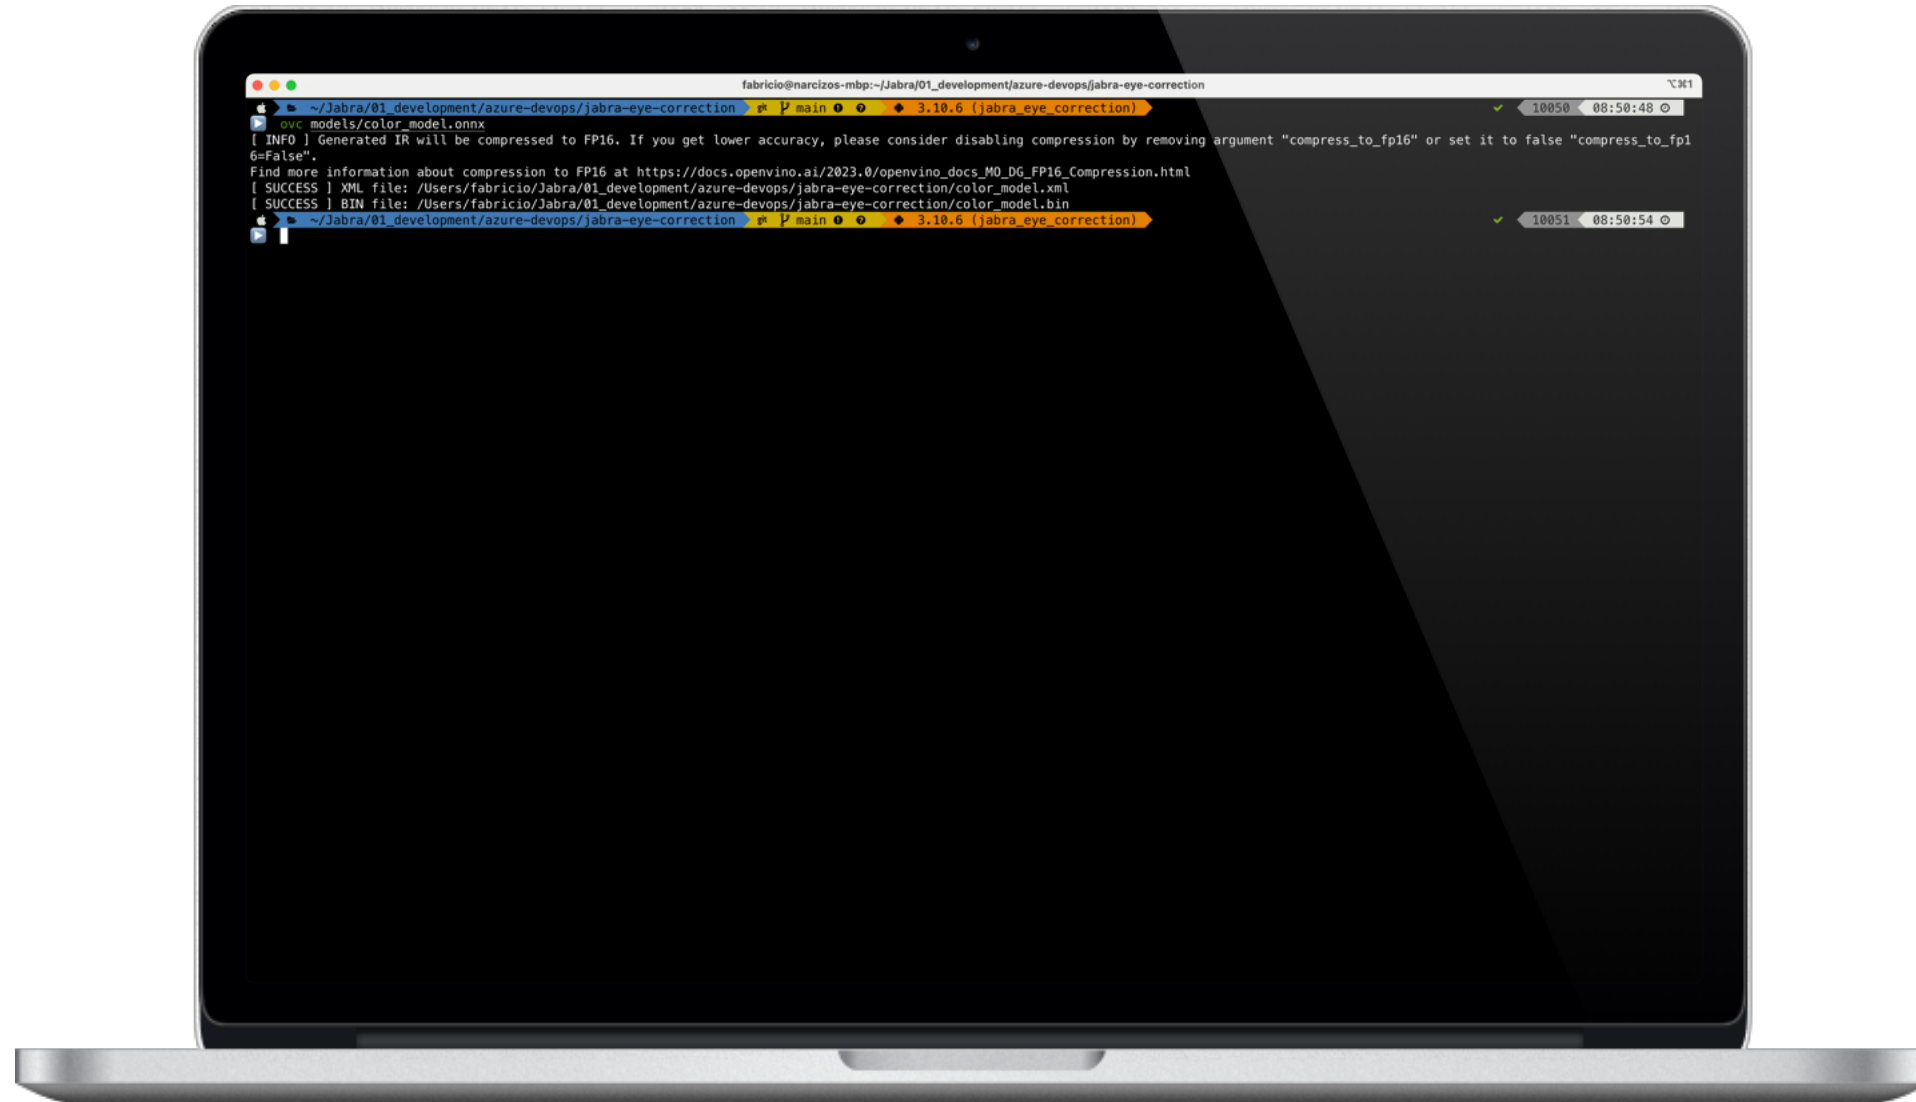 fabricio@narcizos-mbp:~/Jabra/01_development/azure-devops/jabra-eye-correction ⌥⌘1
~/Jabra/01_development/azure-devops/jabra-eye-correction git main 3.10.6 (jabra_eye_correction) ✔ 10050 08:50:48
ovc models/color_model.onnx
[ INFO ] Generated IR will be compressed to FP16. If you get lower accuracy, please consider disabling compression by removing argument "compress_to_fp16" or set it to false "compress_to_fp1
6=False".
Find more information about compression to FP16 at https://docs.openvino.ai/2023.0/openvino_docs_MO_DG_FP16_Compression.html
[ SUCCESS ] XML file: /Users/fabricio/Jabra/01_development/azure-devops/jabra-eye-correction/color_model.xml
[ SUCCESS ] BIN file: /Users/fabricio/Jabra/01_development/azure-devops/jabra-eye-correction/color_model.bin
~/Jabra/01_development/azure-devops/jabra-eye-correction git main 3.10.6 (jabra_eye_correction) ✔ 10051 08:50:54